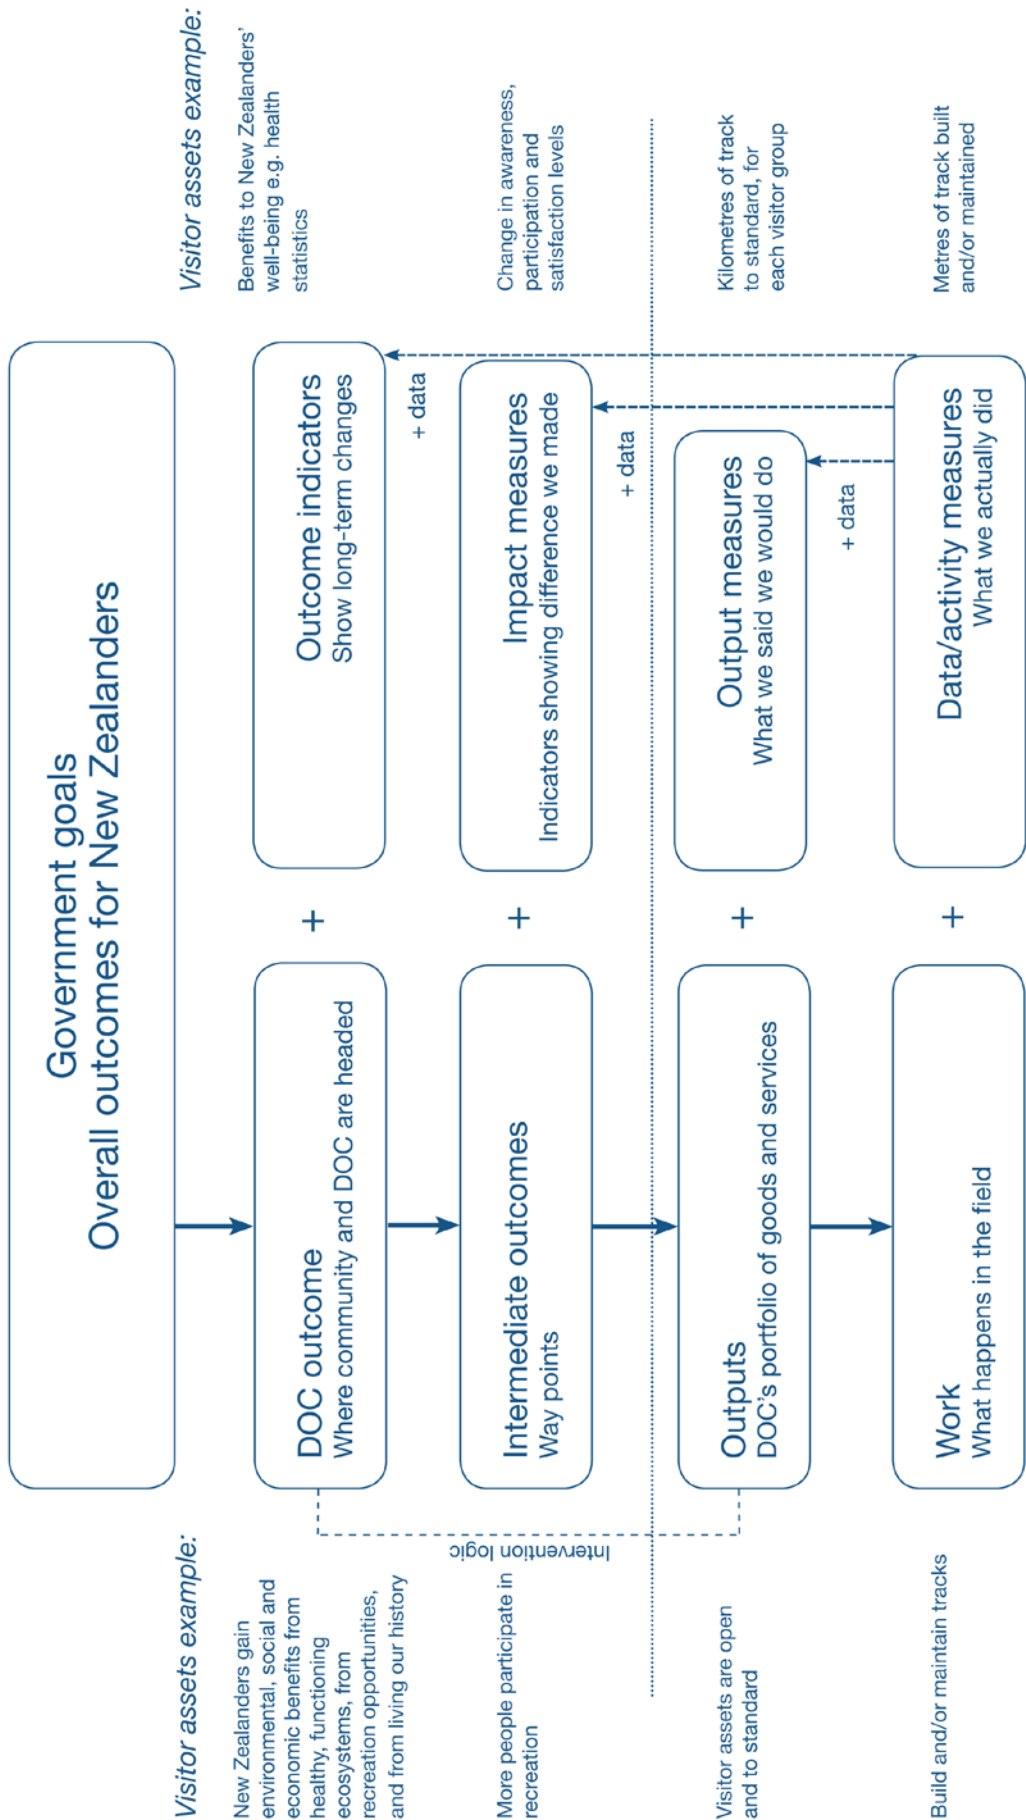 Government goals
Overall outcomes for New Zealanders
Visitor assets example:
Visitor assets example:
New Zealanders gain
environmental, social and
economic benefits from
healthy, functioning
ecosystems, from
recreation opportunities,
and from living our history
DOC outcome
Where community and DOC are headed
+
Outcome indicators
Show long-term changes
Benefits to New Zealanders'
well-being e.g. health
statistics
+ data
Intervention logic
More people participate in
recreation
Intermediate outcomes
Way points
+
Impact measures
Indicators showing difference we made
Change in awareness,
participation and
satisfaction levels
+ data
Visitor assets are open
and to standard
Outputs
DOC's portfolio of goods and services
+
Output measures
What we said we would do
Kilometres of track
to standard, for
each visitor group
+ data
Build and/or maintain tracks
Work
What happens in the field
+
Data/activity measures
What we actually did
Metres of track built
and/or maintained